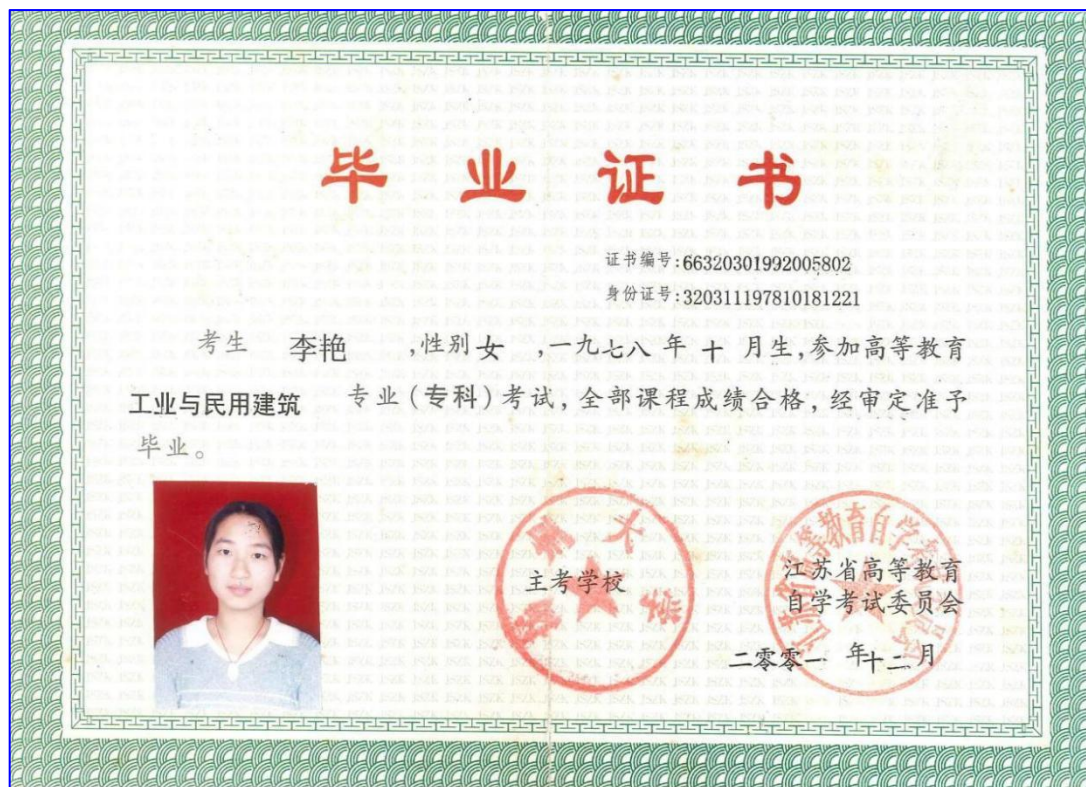 毕业证书
证书编号:66320301992005802
身份证号:320311197810181221
考生 李艳 ,性别女 ,一九七八年十月生,参加高等教育
工业与民用建筑 专业(专科)考试,全部课程成绩合格,经审定准予
毕业。
主考学校
江苏省高等教育
自学考试委员会
二零零一 年十二月